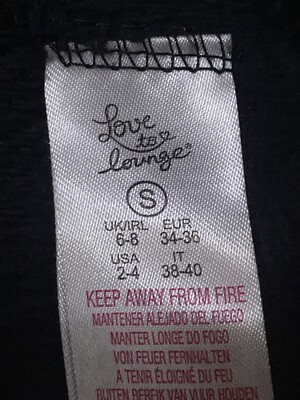 Love
to
lounge®
S
UK/IRL EUR
6-8 34-36
USA IT
2-4 38-40
KEEP AWAY FROM FIRE
MANTENER ALEJADO DEL FUEGO
MANTER LONGE DO FOGO
VON FEUER FERNHALTEN
A TENIR ÉLOIGNÉ DU FEU
BUITEN BEREIK VAN VUUR HOUDEN